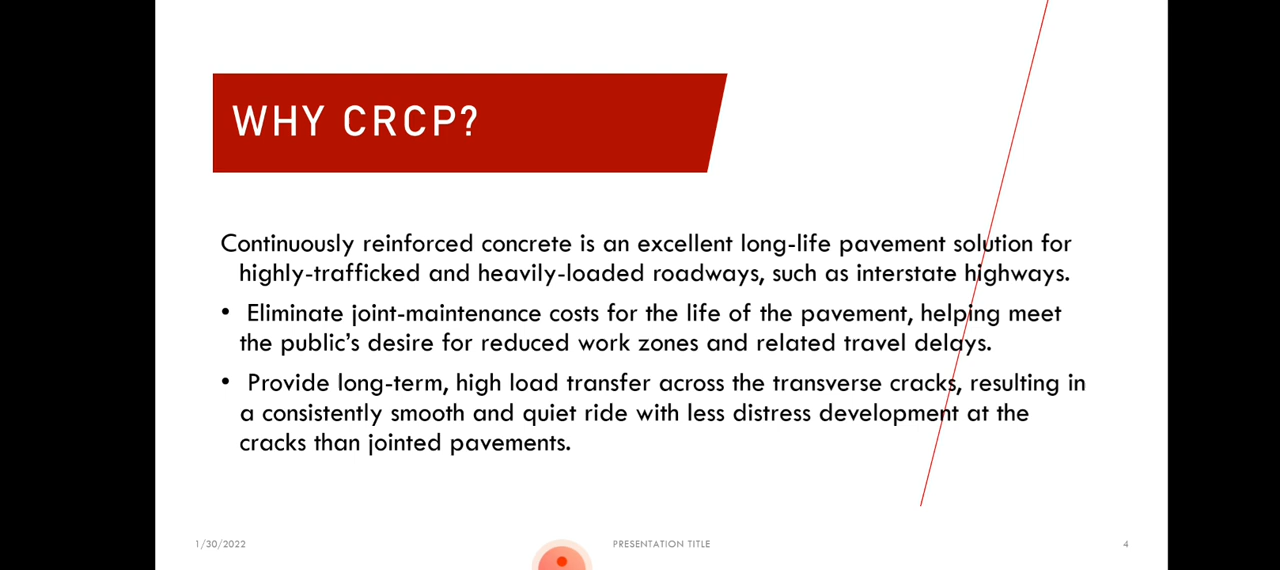 WHY CRCP?
Continuously reinforced concrete is an excellent long-life pavement solution for
highly-trafficked and heavily-loaded roadways, such as interstate highways.
• Eliminate joint-maintenance costs for the life of the pavement, helping meet
the public’s desire for reduced work zones and related travel delays.
• Provide long-term, high load transfer across the transverse cracks, resulting in
a consistently smooth and quiet ride with less distress development at the
cracks than jointed pavements.
1/30/2022
PRESENTATION TITLE
4